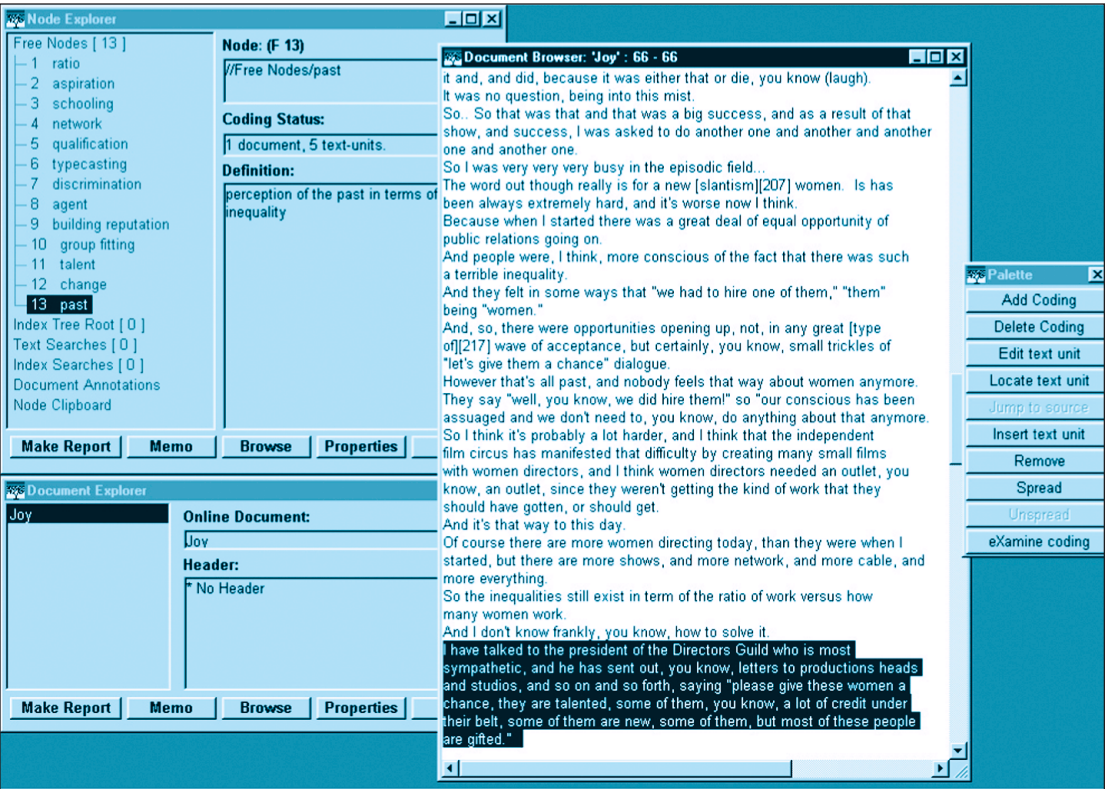 Node Explorer
Free Nodes [ 13 ]
1 ratio
2 aspiration
3 schooling
4 network
5 qualification
6 typecasting
7 discrimination
8 agent
9 building reputation
10 group fitting
11 talent
12 change
13 past
Index Tree Root [ 0 ]
Text Searches [ 0 ]
Index Searches [ 0 ]
Document Annotations
Node Clipboard
Node: (F 13)
//Free Nodes/past
Coding Status:
1 document, 5 text-units.
Definition:
perception of the past in terms of
inequality
Make Report
Memo
Browse
Properties
Document Explorer
Joy
Online Document:
Joy
Header:
* No Header
Make Report
Memo
Browse
Properties
Document Browser: 'Joy' : 66 - 66
it and, and did, because it was either that or die, you know (laugh).
It was no question, being into this mist.
So.. So that was that and that was a big success, and as a result of that
show, and success, I was asked to do another one and another and another
one and another one.
So I was very very very busy in the episodic field...
The word out though really is for a new [slantism][207] women. Is has
been always extremely hard, and it's worse now I think.
Because when I started there was a great deal of equal opportunity of
public relations going on.
And people were, I think, more conscious of the fact that there was such
a terrible inequality.
And they felt in some ways that "we had to hire one of them," "them"
being "women."
And, so, there were opportunities opening up, not, in any great [type
of][217] wave of acceptance, but certainly, you know, small trickles of
"let's give them a chance" dialogue.
However that's all past, and nobody feels that way about women anymore.
They say "well, you know, we did hire them!" so "our conscious has been
assuaged and we don't need to, you know, do anything about that anymore.
So I think it's probably a lot harder, and I think that the independent
film circus has manifested that difficulty by creating many small films
with women directors, and I think women directors needed an outlet, you
know, an outlet, since they weren't getting the kind of work that they
should have gotten, or should get.
And it's that way to this day.
Of course there are more women directing today, than they were when I
started, but there are more shows, and more network, and more cable, and
more everything.
So the inequalities still exist in term of the ratio of work versus how
many women work.
And I don't know frankly, you know, how to solve it.
I have talked to the president of the Directors Guild who is most
sympathetic, and he has sent out, you know, letters to productions heads
and studios, and so on and so forth, saying "please give these women a
chance, they are talented, some of them, you know, a lot of credit under
their belt, some of them are new, some of them, but most of these people
are gifted."
Palette
Add Coding
Delete Coding
Edit text unit
Locate text unit
Jump to source
Insert text unit
Remove
Spread
Unspread
eXamine coding